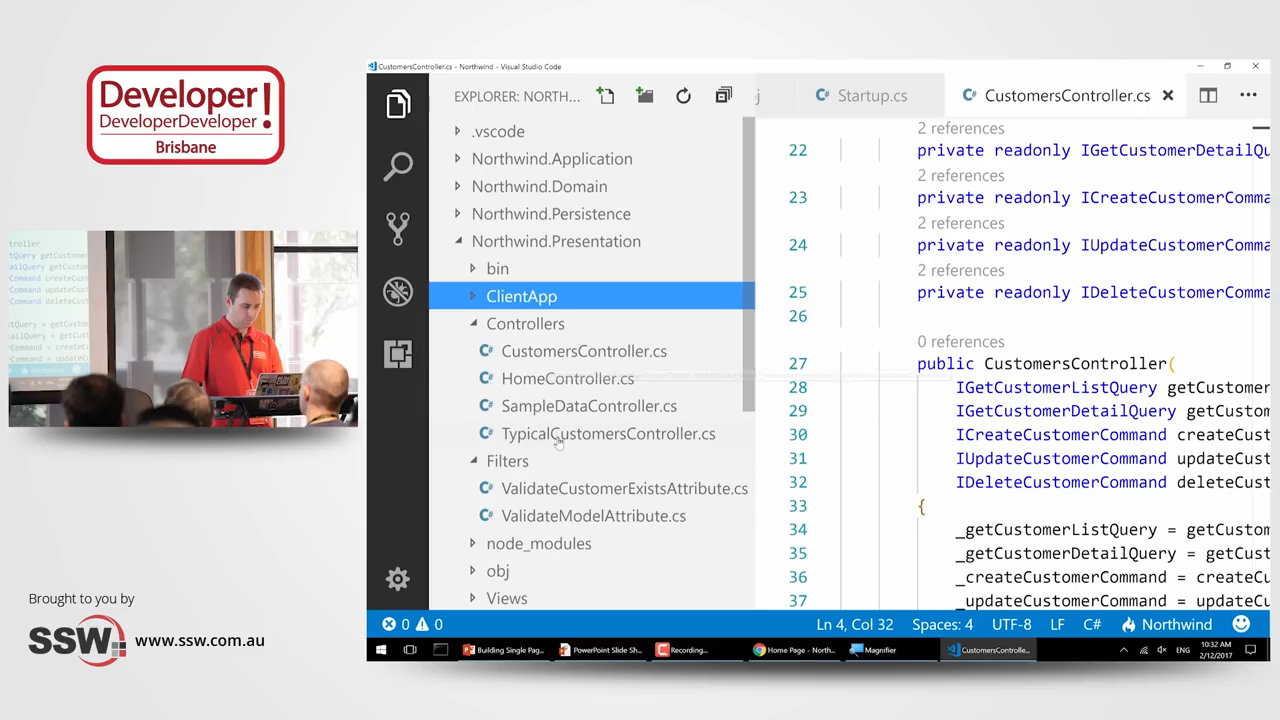 Developer!
DeveloperDeveloper
Brisbane
Brought to you by
SSW
www.ssw.com.au
CustomersController.cs - Northwind - Visual Studio Code
EXPLORER: NORTH...
Startup.cs
CustomersController.cs
.vscode
Northwind.Application
Northwind.Domain
Northwind.Persistence
Northwind.Presentation
bin
ClientApp
Controllers
CustomersController.cs
HomeController.cs
SampleDataController.cs
TypicalCustomersController.cs
Filters
ValidateCustomerExistsAttribute.cs
ValidateModelAttribute.cs
node_modules
obj
Views
2 references
22 private readonly IGetCustomerDetailQu
2 references
23 private readonly ICreateCustomerComma
2 references
24 private readonly IUpdateCustomerComma
2 references
25 private readonly IDeleteCustomerComma
26
0 references
27 public CustomersController(
28 IGetCustomerListQuery getCustomer
29 IGetCustomerDetailQuery getCustom
30 ICreateCustomerCommand createCust
31 IUpdateCustomerCommand updateCust
32 IDeleteCustomerCommand deleteCust
33 {
34 _getCustomerListQuery = getCustom
35 _getCustomerDetailQuery = getCust
36 _createCustomerCommand = createCu
37 _updateCustomerCommand = updateCu
0 0 Ln 4, Col 32 Spaces: 4 UTF-8 LF C# Northwind
Building Single Pag... PowerPoint Slide Sh... Recording... Home Page - North... Magnifier CustomersControlle... ENG 10:32 AM
2/12/2017